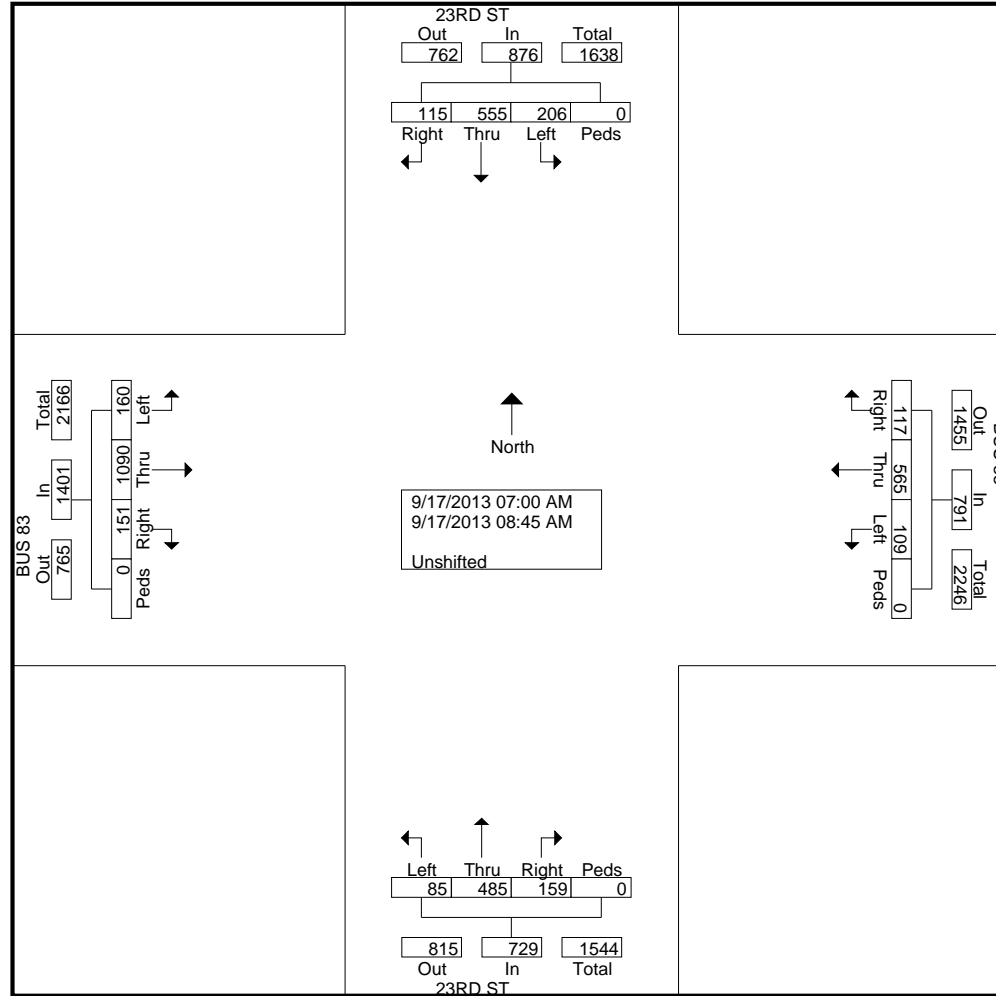 23RD ST
Out In Total
762 876 1638
115 555 206 0
Right Thru Left Peds
BUS 83
Total In Out
2166 1401 765
160 1090 151 0
Left Thru Right Peds
North
9/17/2013 07:00 AM
9/17/2013 08:45 AM
Unshifted
Right Thru Left Peds
117 565 109 0
1455 791 2246
Out In Total
Left Thru Right Peds
85 485 159 0
815 729 1544
Out In Total
23RD ST